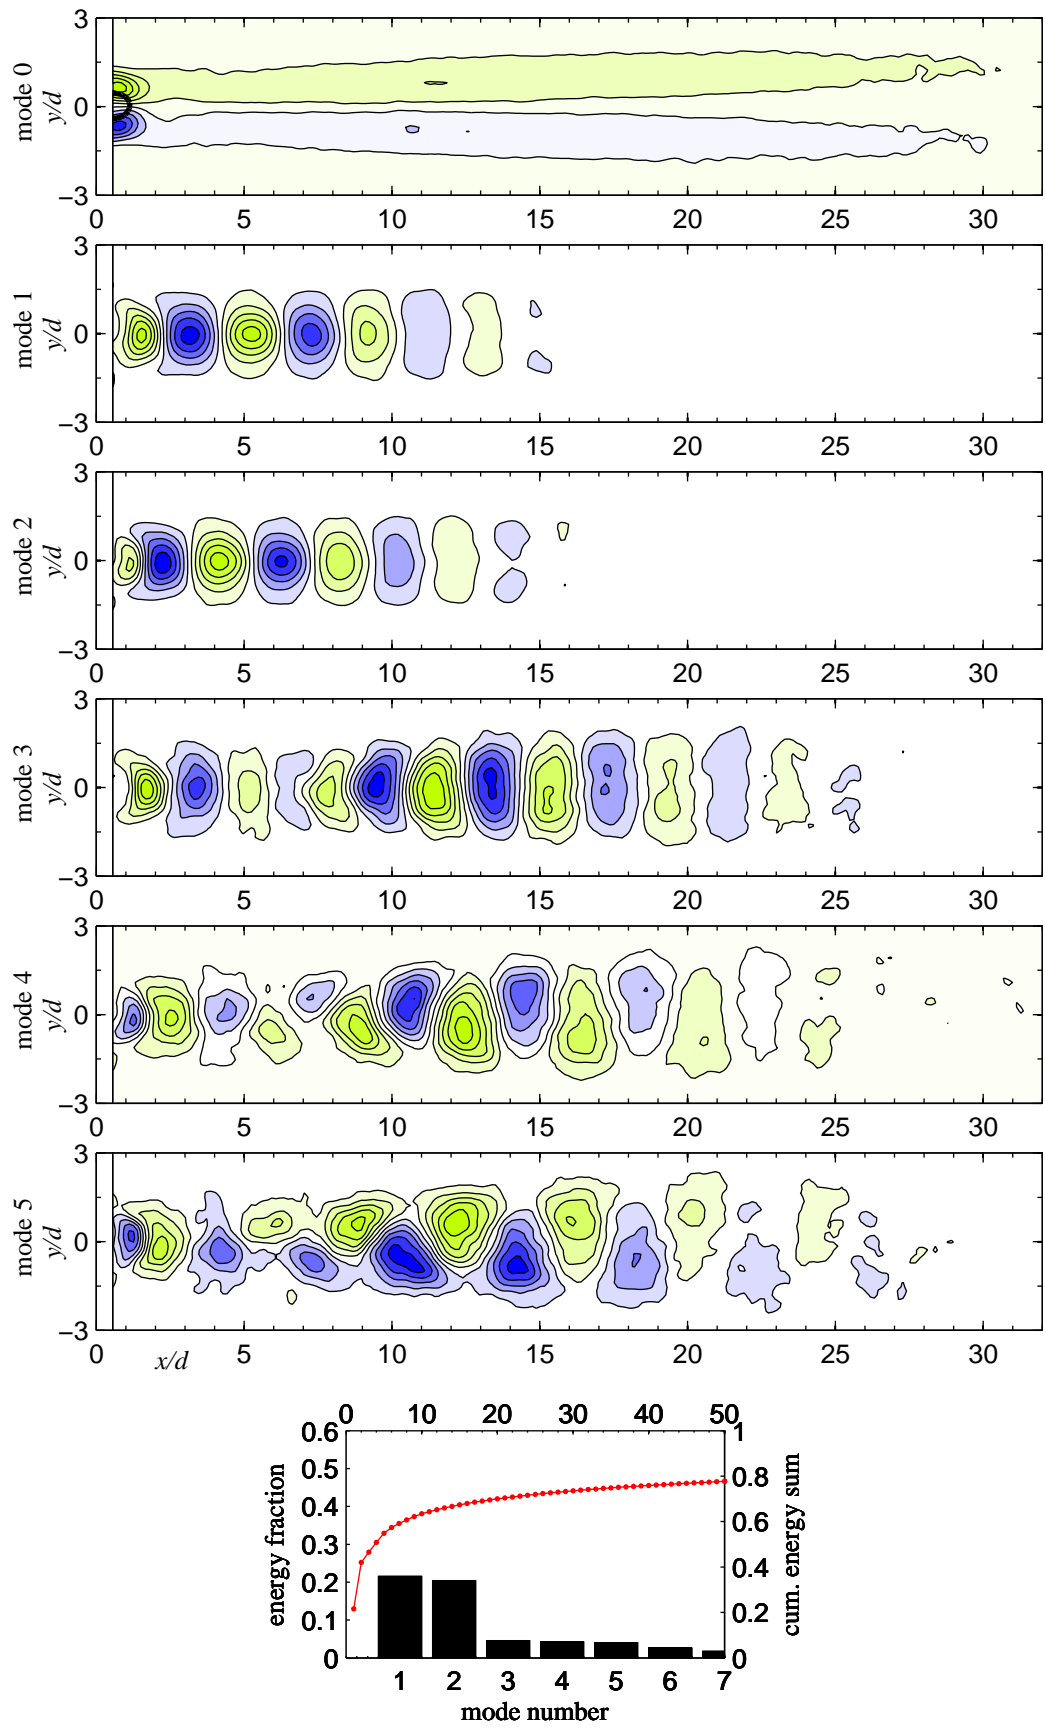 3
0
−3
mode 0
y/d
0 5 10 15 20 25 30
3
0
−3
mode 1
y/d
0 5 10 15 20 25 30
3
0
−3
mode 2
y/d
0 5 10 15 20 25 30
3
0
−3
mode 3
y/d
0 5 10 15 20 25 30
3
0
−3
mode 4
y/d
0 5 10 15 20 25 30
3
0
−3
mode 5
y/d
0 5 10 15 20 25 30
x/d
0 10 20 30 40 50
0.6
0.5
0.4
0.3
0.2
0.1
0
energy fraction
1
0.8
0.6
0.4
0.2
0
cum. energy sum
1 2 3 4 5 6 7
mode number